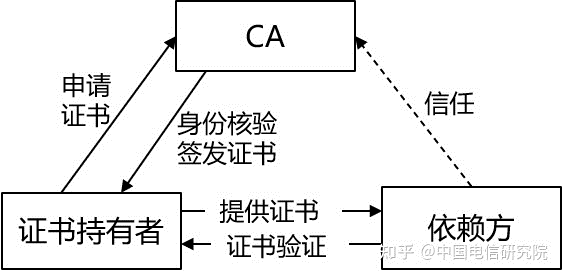 CA
申请
证书
身份核验
签发证书
信任
证书持有者
提供证书
证书验证
依赖方
知乎 @中国电信研究院